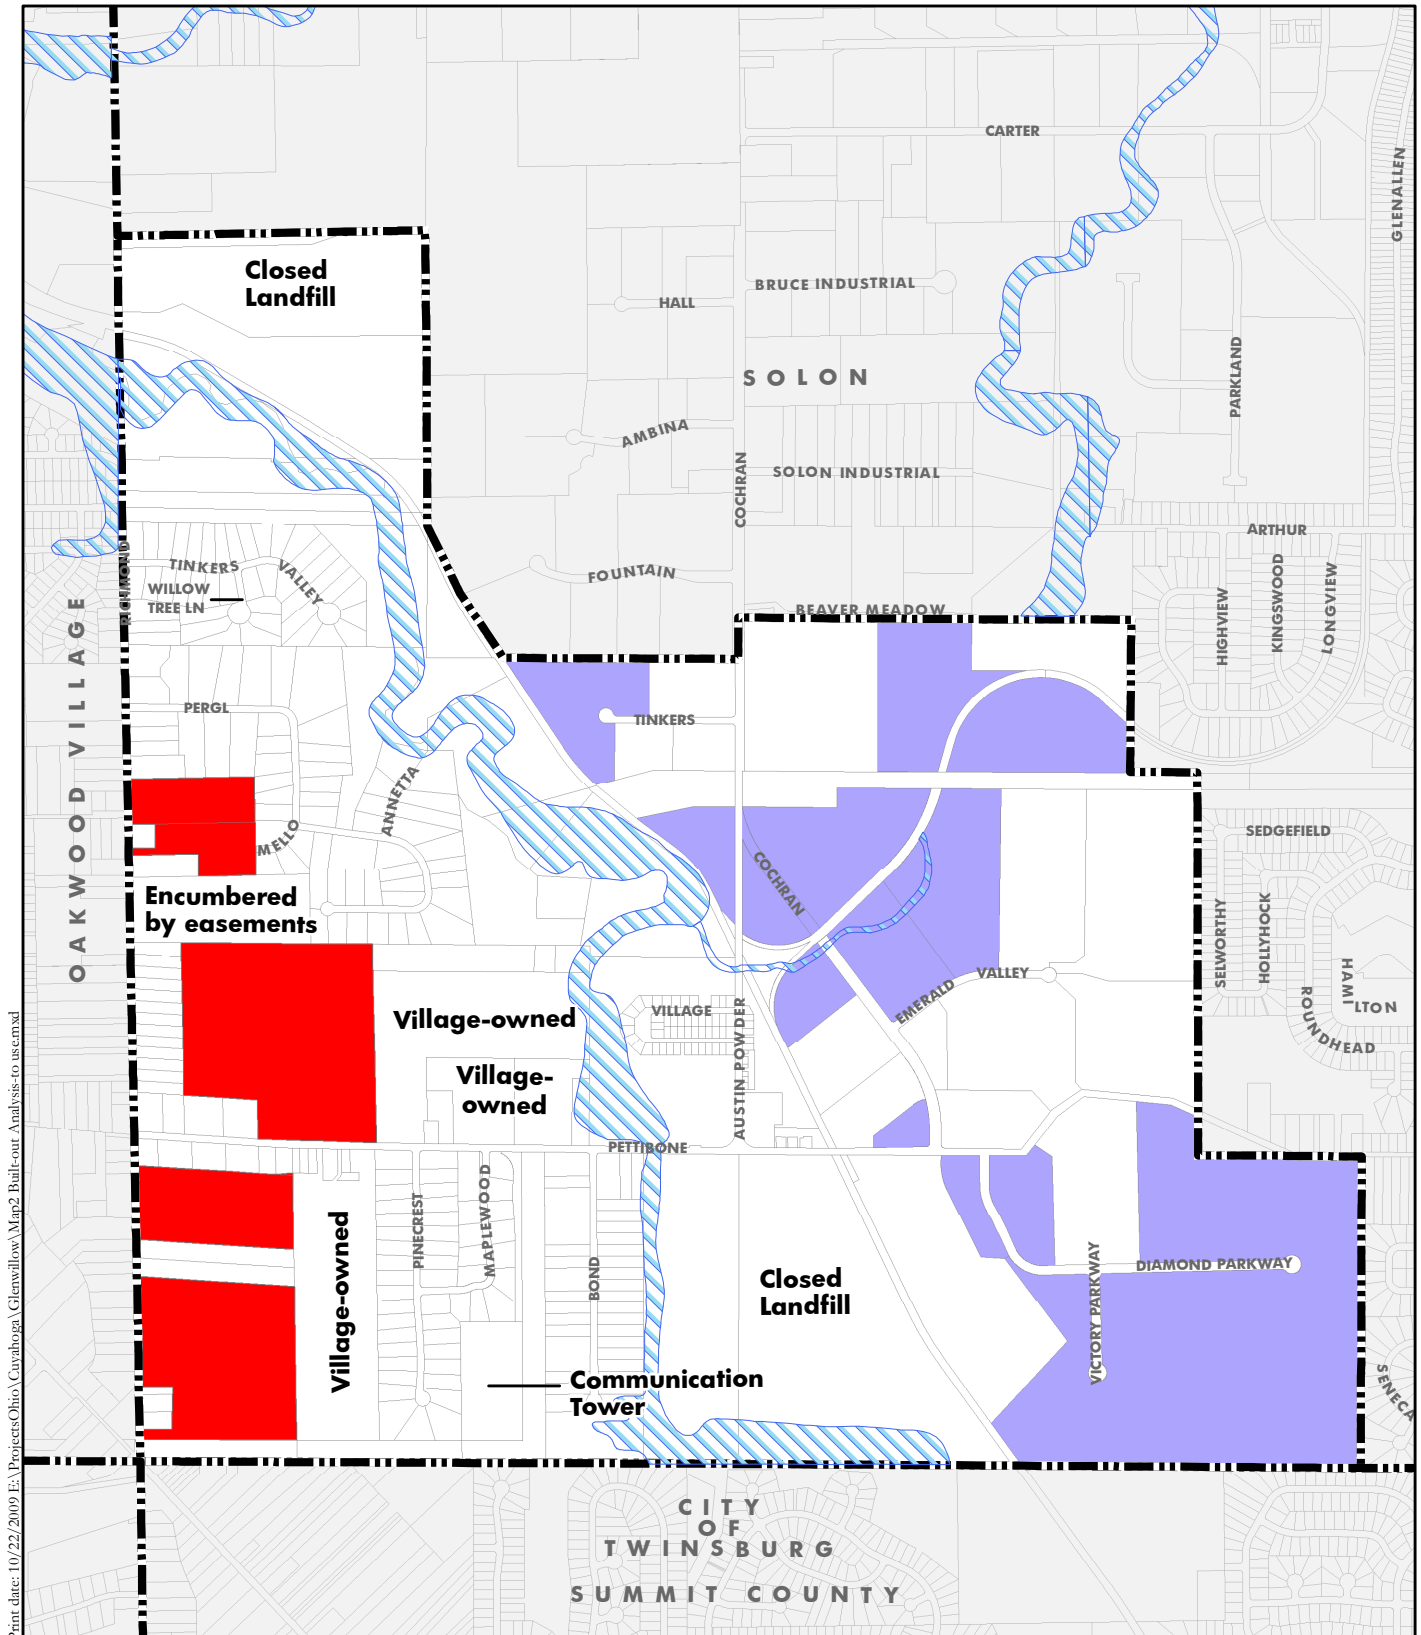 CARTER
GLENALLEN
Closed
Landfill
BRUCE INDUSTRIAL
HALL
PARKLAND
SOLON
AMBINA
COCHRAN
SOLON INDUSTRIAL
ARTHUR
RICHMOND
TINKERS
VALLEY
WILLOW
TREE LN
FOUNTAIN
BEAVER MEADOW
HIGHVIEW
KINGSWOOD
LONGVIEW
OAKWOOD VILLAGE
PERGL
TINKERS
ANNETTA
MELLO
SEDGEFIELD
COCHRAN
Encumbered
by easements
SELWORTHY
HOLLYHOCK
HAMI
LTON
ROUNDHEAD
VALLEY
EMERALD
Village-owned
VILLAGE
AUSTIN POWDER
Village-
owned
PETTIBONE
PINECREST
MAPLEWOOD
Village-owned
BOND
Closed
Landfill
VICTORY PARKWAY
DIAMOND PARKWAY
Communication
Tower
SENECA
CITY
OF
TWINSBURG
SUMMIT COUNTY
Print date: 10/22/2009 E:\ProjectsOhio\Cuyahoga\Glenwillow\Map2 Built-out Analysis-to use.mxd